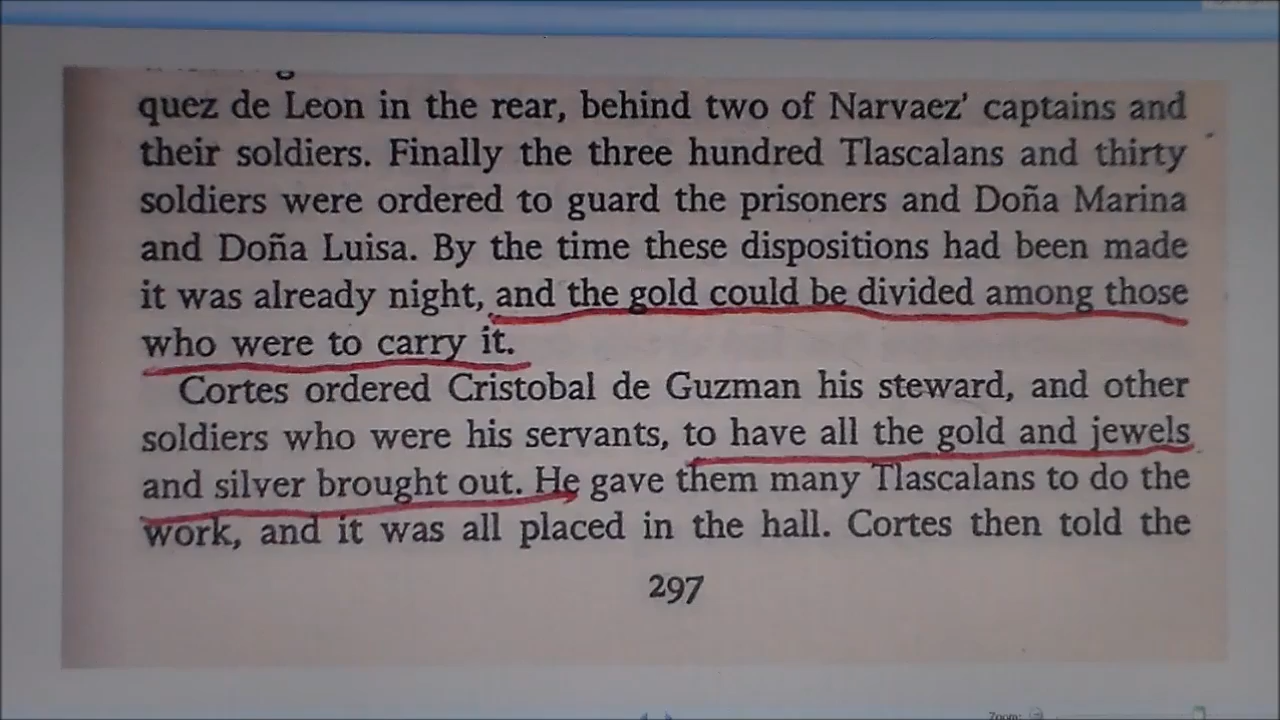 quez de Leon in the rear, behind two of Narvaez' captains and
their soldiers. Finally the three hundred Tlascalans and thirty
soldiers were ordered to guard the prisoners and Doña Marina
and Doña Luisa. By the time these dispositions had been made
it was already night, and the gold could be divided among those
who were to carry it.
Cortes ordered Cristobal de Guzman his steward, and other
soldiers who were his servants, to have all the gold and jewels
and silver brought out. He gave them many Tlascalans to do the
work, and it was all placed in the hall. Cortes then told the
297
Zoom: